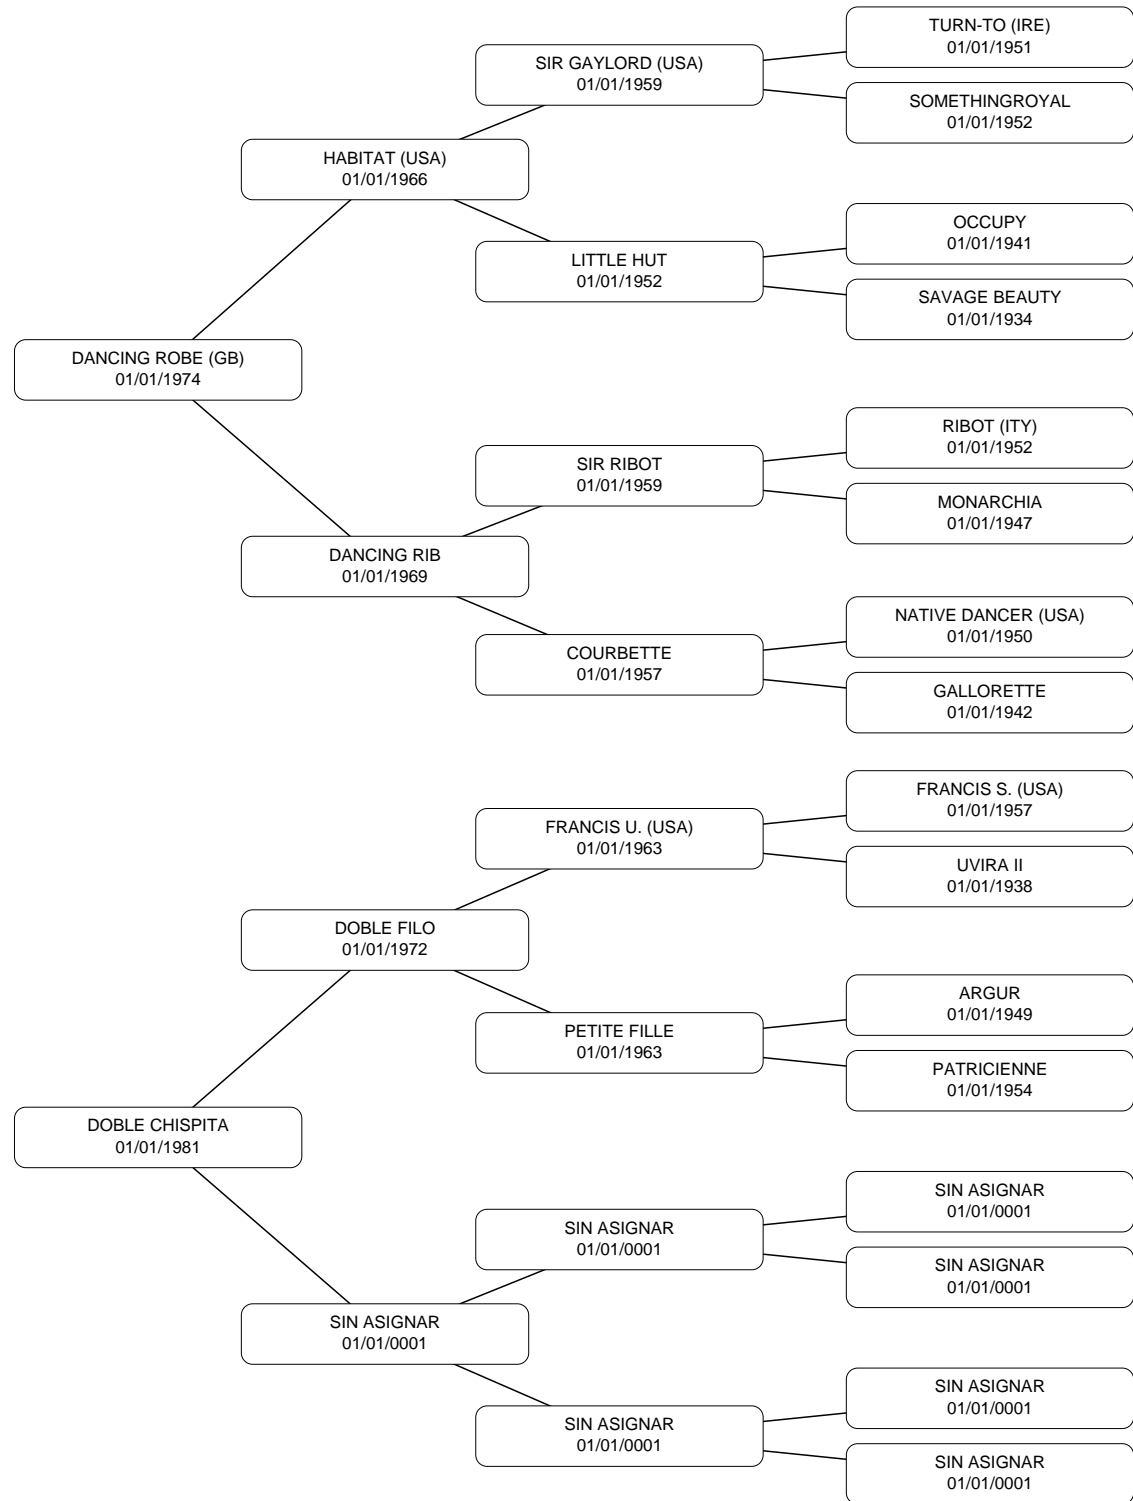 TURN-TO (IRE)
01/01/1951
SIR GAYLORD (USA)
01/01/1959
SOMETHINGROYAL
01/01/1952
HABITAT (USA)
01/01/1966
OCCUPY
01/01/1941
LITTLE HUT
01/01/1952
SAVAGE BEAUTY
01/01/1934
DANCING ROBE (GB)
01/01/1974
RIBOT (ITY)
01/01/1952
SIR RIBOT
01/01/1959
MONARCHIA
01/01/1947
DANCING RIB
01/01/1969
NATIVE DANCER (USA)
01/01/1950
COURBETTE
01/01/1957
GALLORETTE
01/01/1942
FRANCIS S. (USA)
01/01/1957
FRANCIS U. (USA)
01/01/1963
UVIRA II
01/01/1938
DOBLE FILO
01/01/1972
ARGUR
01/01/1949
PETITE FILLE
01/01/1963
PATRICIENNE
01/01/1954
DOBLE CHISPITA
01/01/1981
SIN ASIGNAR
01/01/0001
SIN ASIGNAR
01/01/0001
SIN ASIGNAR
01/01/0001
SIN ASIGNAR
01/01/0001
SIN ASIGNAR
01/01/0001
SIN ASIGNAR
01/01/0001
SIN ASIGNAR
01/01/0001